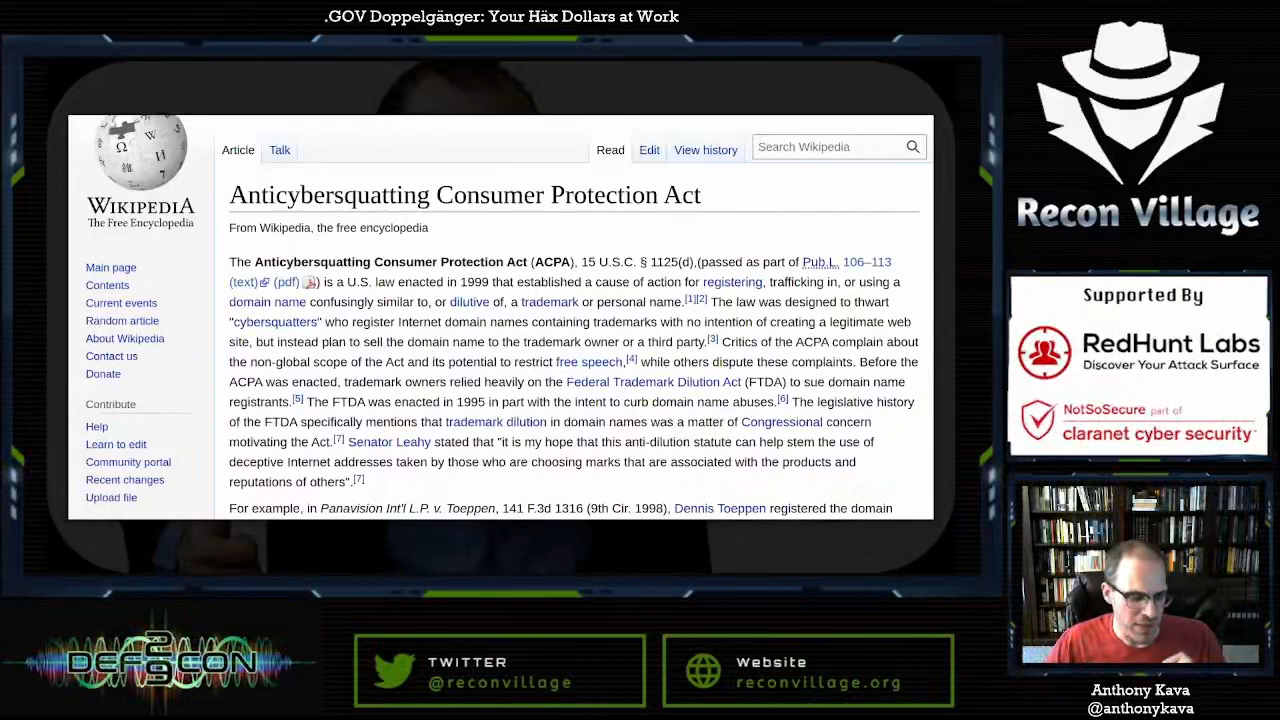 .GOV Doppelgänger: Your Häx Dollars at Work
WIKIPEDIA
The Free Encyclopedia
Main page
Contents
Current events
Random article
About Wikipedia
Contact us
Donate
Contribute
Help
Learn to edit
Community portal
Recent changes
Upload file
Article Talk Read Edit View history Search Wikipedia
Anticybersquatting Consumer Protection Act
From Wikipedia, the free encyclopedia
The Anticybersquatting Consumer Protection Act (ACPA), 15 U.S.C. § 1125(d),(passed as part of Pub.L. 106–113
(text) (pdf) ) is a U.S. law enacted in 1999 that established a cause of action for registering, trafficking in, or using a
domain name confusingly similar to, or dilutive of, a trademark or personal name.[1][2] The law was designed to thwart
"cybersquatters" who register Internet domain names containing trademarks with no intention of creating a legitimate web
site, but instead plan to sell the domain name to the trademark owner or a third party.[3] Critics of the ACPA complain about
the non-global scope of the Act and its potential to restrict free speech,[4] while others dispute these complaints. Before the
ACPA was enacted, trademark owners relied heavily on the Federal Trademark Dilution Act (FTDA) to sue domain name
registrants.[5] The FTDA was enacted in 1995 in part with the intent to curb domain name abuses.[6] The legislative history
of the FTDA specifically mentions that trademark dilution in domain names was a matter of Congressional concern
motivating the Act.[7] Senator Leahy stated that "it is my hope that this anti-dilution statute can help stem the use of
deceptive Internet addresses taken by those who are choosing marks that are associated with the products and
reputations of others".[7]
For example, in Panavision Int'l L.P. v. Toeppen, 141 F.3d 1316 (9th Cir. 1998), Dennis Toeppen registered the domain
Recon Village
Supported By
RedHunt Labs
Discover Your Attack Surface
NotSoSecure part of
claranet cyber security
DEF CON
29
TWITTER
@reconvillage
Website
reconvillage.org
Anthony Kava
@anthonykava